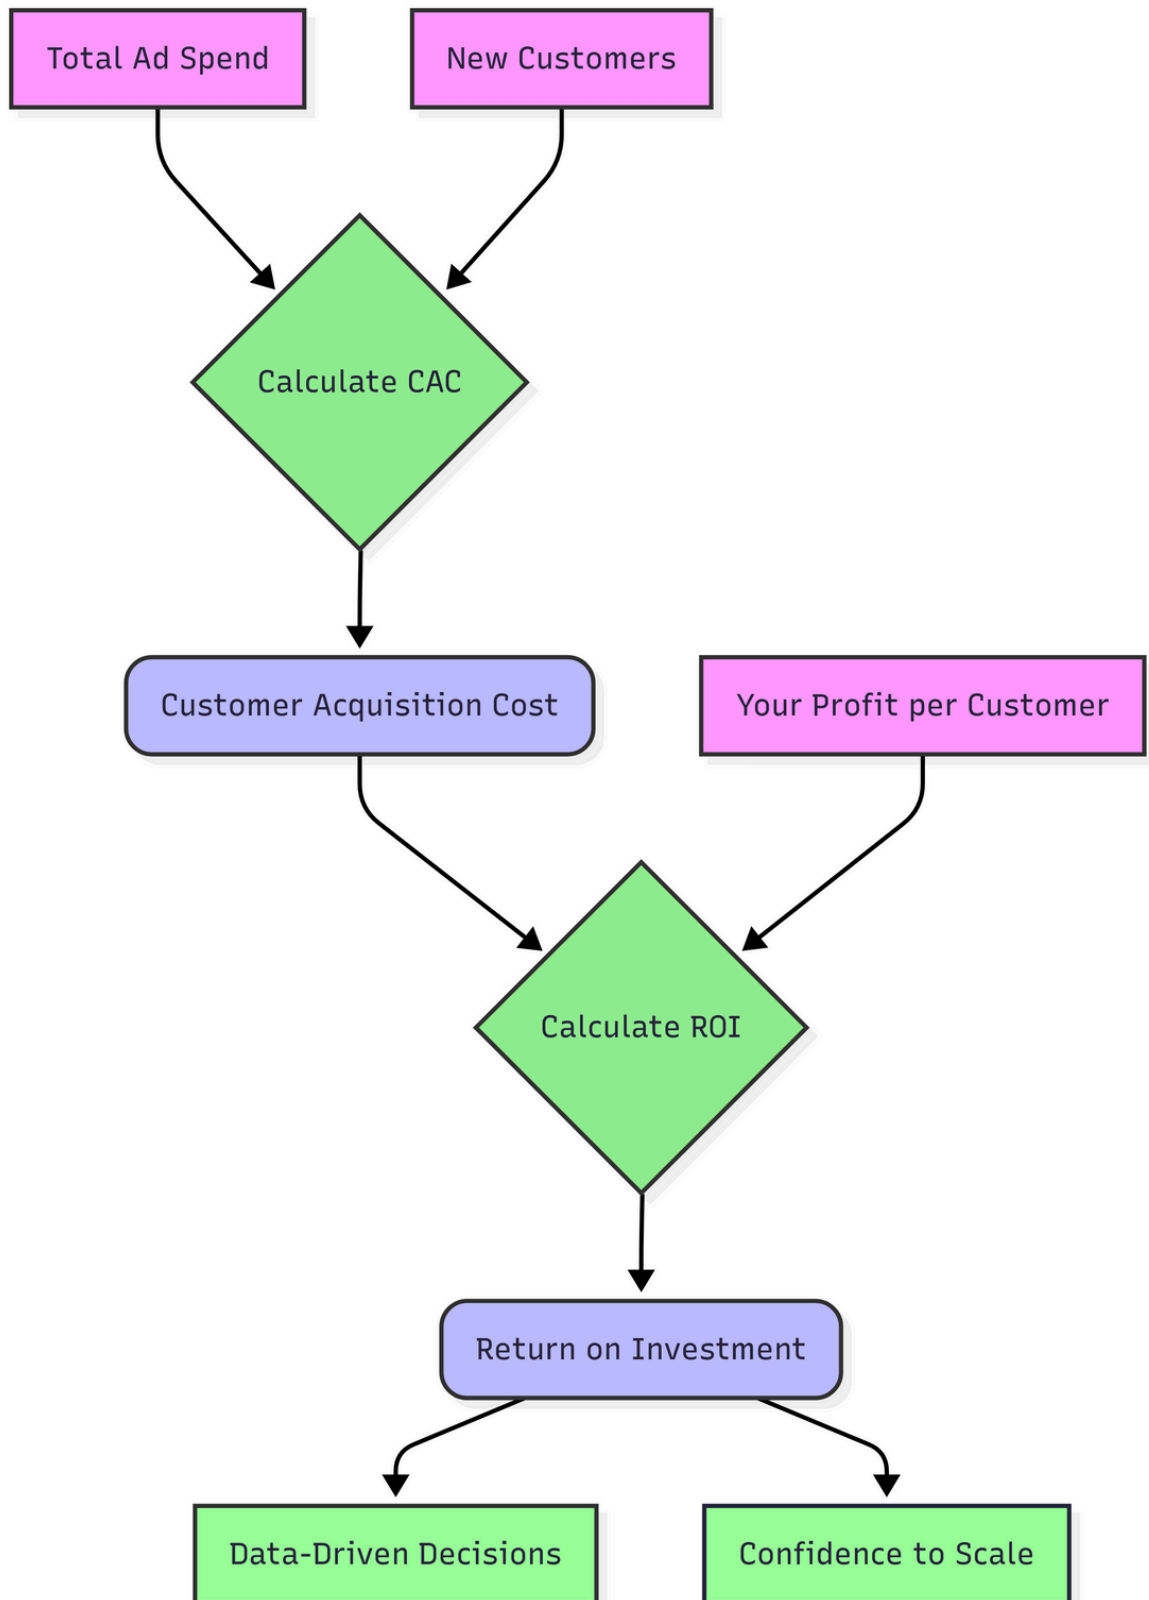 Total Ad Spend
New Customers
Calculate CAC
Customer Acquisition Cost
Your Profit per Customer
Calculate ROI
Return on Investment
Data-Driven Decisions
Confidence to Scale